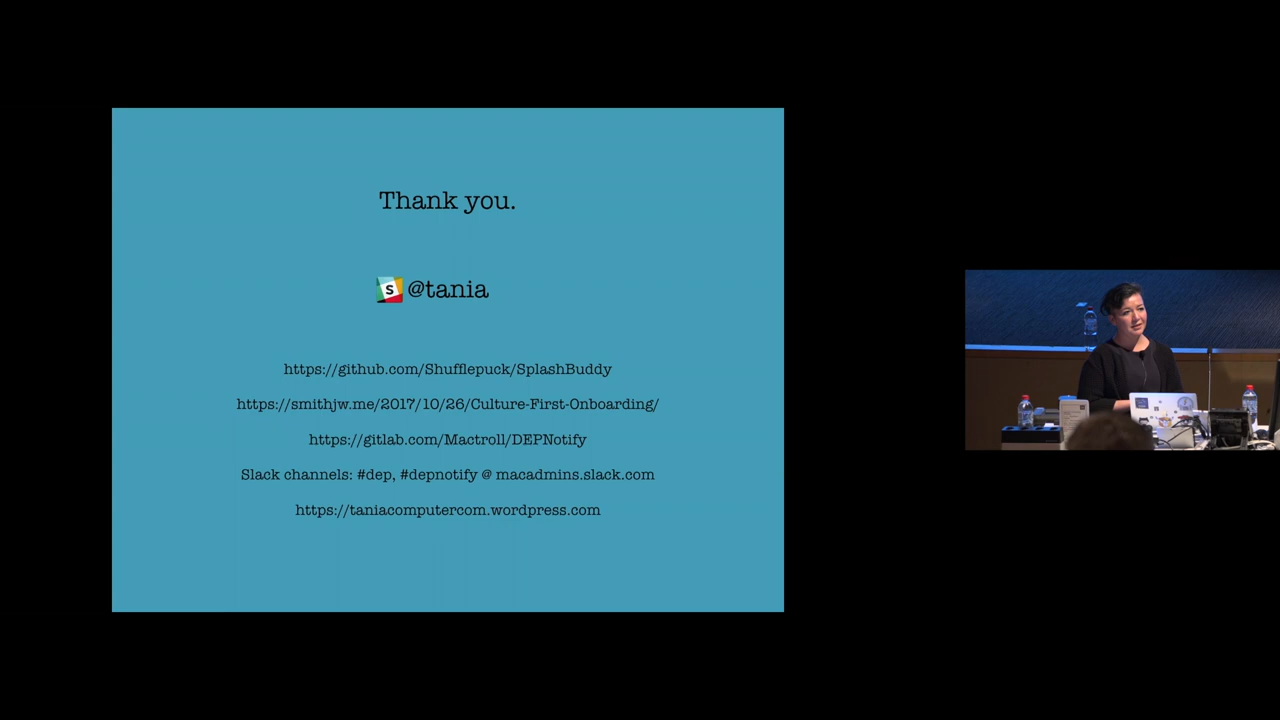 Thank you.
@tania
https://github.com/Shufflepuck/SplashBuddy
https://smithjw.me/2017/10/26/Culture-First-Onboarding/
https://gitlab.com/Mactroll/DEPNotify
Slack channels: #dep, #depnotify @ macadmins.slack.com
https://taniacomputercom.wordpress.com